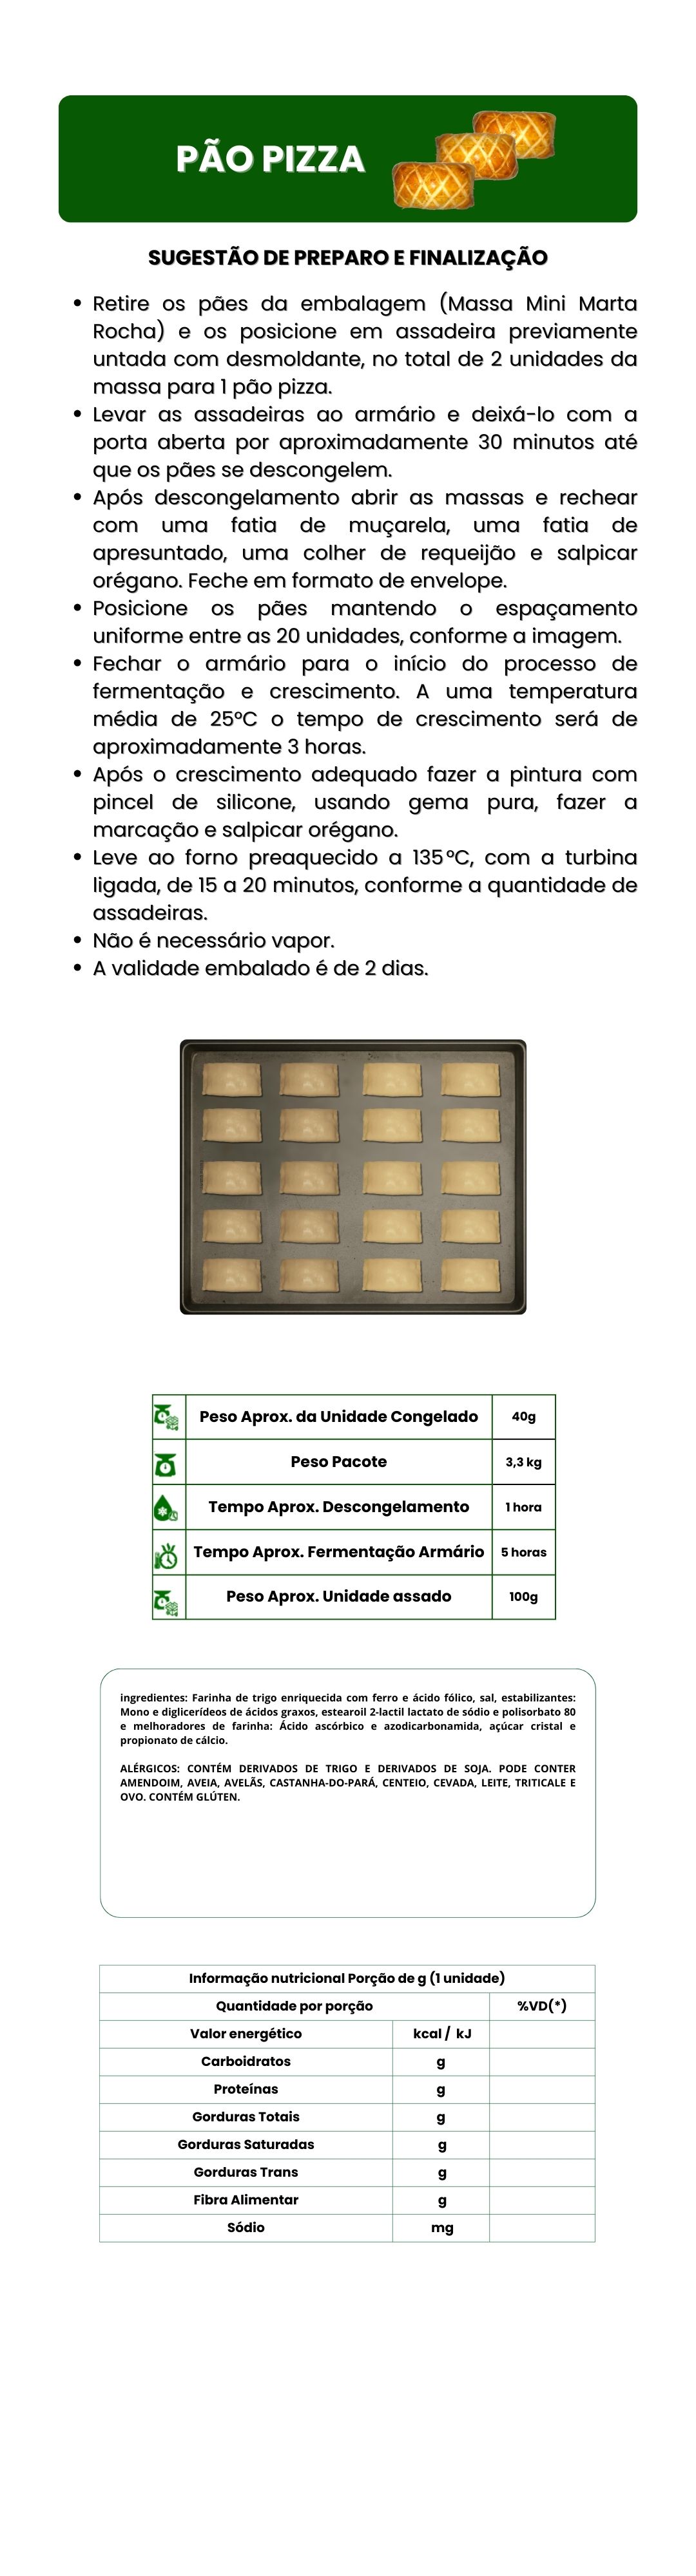 PÃO PIZZA
SUGESTÃO DE PREPARO E FINALIZAÇÃO
• Retire os pães da embalagem (Massa Mini Marta
Rocha) e os posicione em assadeira previamente
untada com desmoldante, no total de 2 unidades da
massa para 1 pão pizza.
• Levar as assadeiras ao armário e deixá-lo com a
porta aberta por aproximadamente 30 minutos até
que os pães se descongelem.
• Após descongelamento abrir as massas e rechear
com uma fatia de muçarela, uma fatia de
apresuntado, uma colher de requeijão e salpicar
orégano. Feche em formato de envelope.
• Posicione os pães mantendo o espaçamento
uniforme entre as 20 unidades, conforme a imagem.
• Fechar o armário para o início do processo de
fermentação e crescimento. A uma temperatura
média de 25°C o tempo de crescimento será de
aproximadamente 3 horas.
• Após o crescimento adequado fazer a pintura com
pincel de silicone, usando gema pura, fazer a
marcação e salpicar orégano.
• Leve ao forno preaquecido a 135°C, com a turbina
ligada, de 15 a 20 minutos, conforme a quantidade de
assadeiras.
• Não é necessário vapor.
• A validade embalado é de 2 dias.
Peso Aprox. da Unidade Congelado 40g
Peso Pacote 3,3 kg
Tempo Aprox. Descongelamento 1 hora
Tempo Aprox. Fermentação Armário 5 horas
Peso Aprox. Unidade assado 100g
ingredientes: Farinha de trigo enriquecida com ferro e ácido fólico, sal, estabilizantes:
Mono e diglicerídeos de ácidos graxos, estearoil 2-lactil lactato de sódio e polisorbato 80
e melhoradores de farinha: Ácido ascórbico e azodicarbonamida, açúcar cristal e
propionato de cálcio.
ALÉRGICOS: CONTÉM DERIVADOS DE TRIGO E DERIVADOS DE SOJA. PODE CONTER
AMENDOIM, AVEIA, AVELÃS, CASTANHA-DO-PARÁ, CENTEIO, CEVADA, LEITE, TRITICALE E
OVO. CONTÉM GLÚTEN.
Informação nutricional Porção de g (1 unidade)
Quantidade por porção %VD(*)
Valor energético kcal / kJ
Carboidratos g
Proteínas g
Gorduras Totais g
Gorduras Saturadas g
Gorduras Trans g
Fibra Alimentar g
Sódio mg